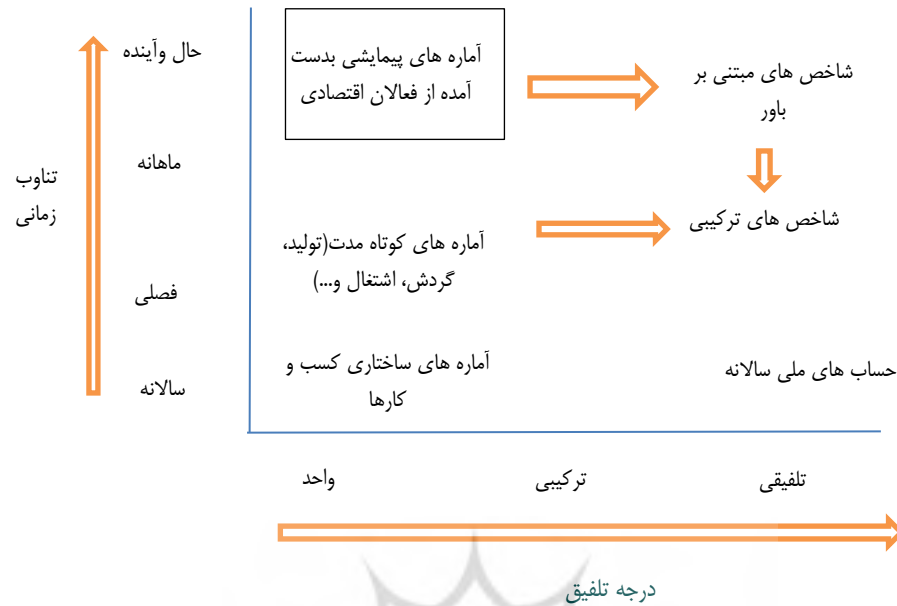 حال وآینده
ماهانه
فصلی
سالانه
تناوب
زمانی
آماره های پیمایشی بدست
آمده از فعالان اقتصادی
شاخص های مبتنی بر
باور
شاخص های ترکیبی
آماره های کوتاه مدت(تولید،
گردش، اشتغال و...)
آماره های ساختاری کسب و
کارها
حساب های ملی سالانه
واحد
ترکیبی
تلفیقی
درجه تلفیق